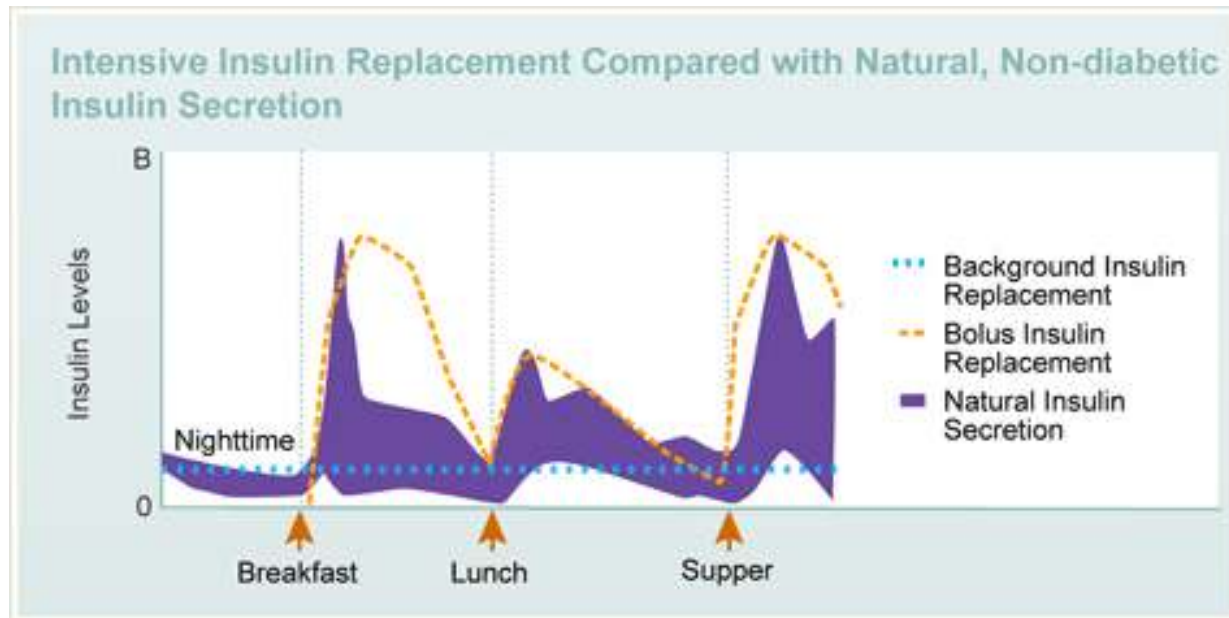 Intensive Insulin Replacement Compared with Natural, Non-diabetic
Insulin Secretion
B
Insulin Levels
Nighttime
0
Breakfast
Lunch
Supper
Background Insulin
Replacement
Bolus Insulin
Replacement
Natural Insulin
Secretion